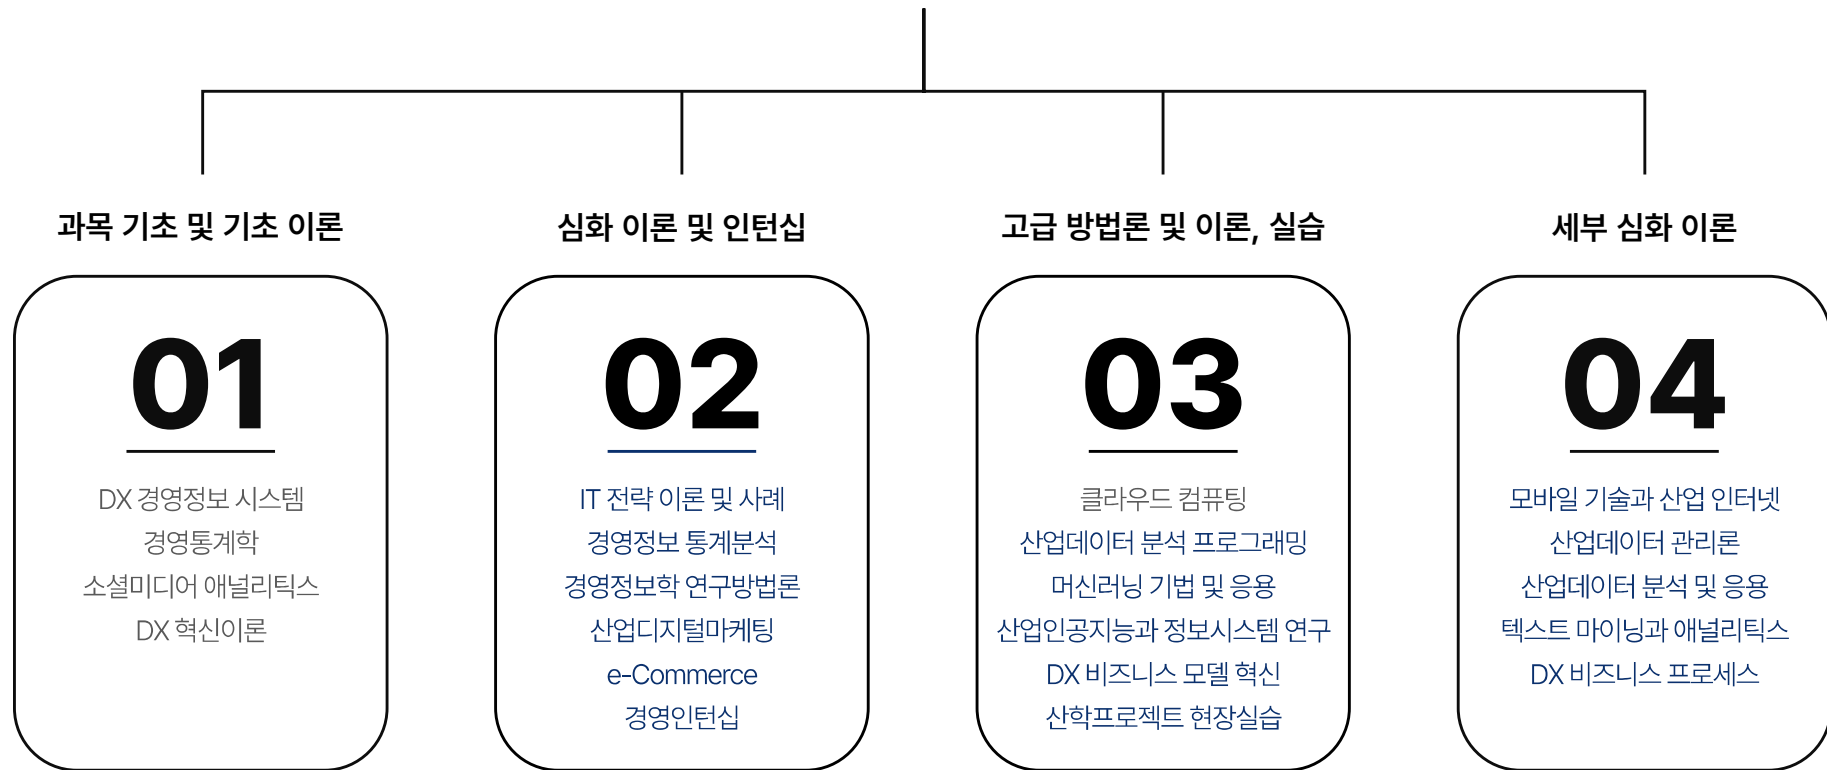 과목 기초 및 기초 이론
01
DX 경영정보 시스템
경영통계학
소셜미디어 애널리틱스
DX 혁신이론
심화 이론 및 인턴십
02
IT 전략 이론 및 사례
경영정보 통계분석
경영정보학 연구방법론
산업디지털마케팅
e-Commerce
경영인턴십
고급 방법론 및 이론, 실습
03
클라우드 컴퓨팅
산업데이터 분석 프로그래밍
머신러닝 기법 및 응용
산업인공지능과 정보시스템 연구
DX 비즈니스 모델 혁신
산학프로젝트 현장실습
세부 심화 이론
04
모바일 기술과 산업 인터넷
산업데이터 관리론
산업데이터 분석 및 응용
텍스트 마이닝과 애널리틱스
DX 비즈니스 프로세스